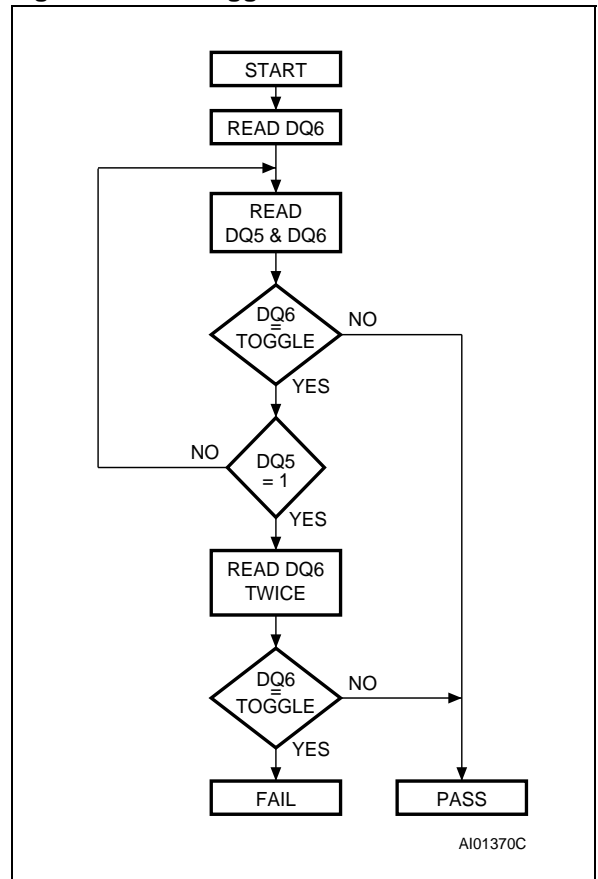 START
READ DQ6
READ
DQ5 & DQ6
DQ6
=
TOGGLE
NO
YES
NO
DQ5
= 1
YES
READ DQ6
TWICE
DQ6
=
TOGGLE
NO
YES
FAIL
PASS
AI01370C